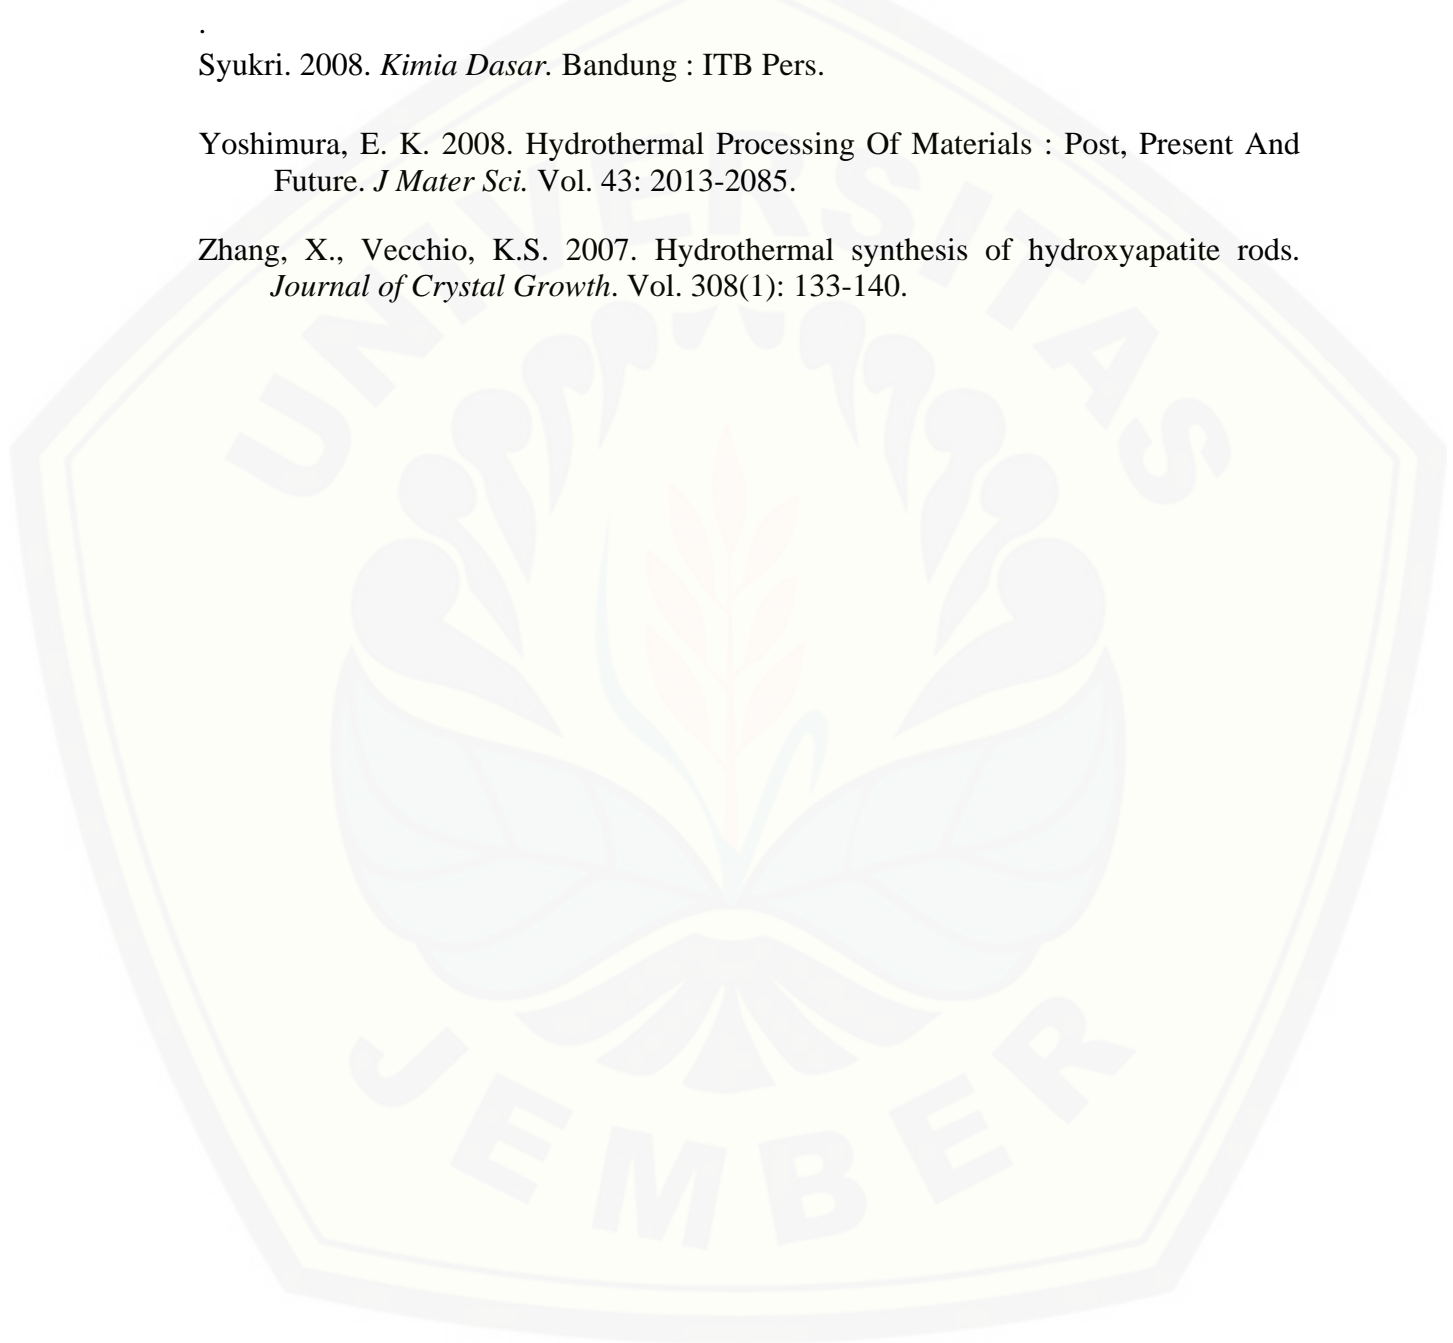 .
Syukri. 2008. Kimia Dasar. Bandung : ITB Pers.
Yoshimura, E. K. 2008. Hydrothermal Processing Of Materials : Post, Present And
Future. J Mater Sci. Vol. 43: 2013-2085.
Zhang, X., Vecchio, K.S. 2007. Hydrothermal synthesis of hydroxyapatite rods.
Journal of Crystal Growth. Vol. 308(1): 133-140.
UNIVERSITAS
JEMBER